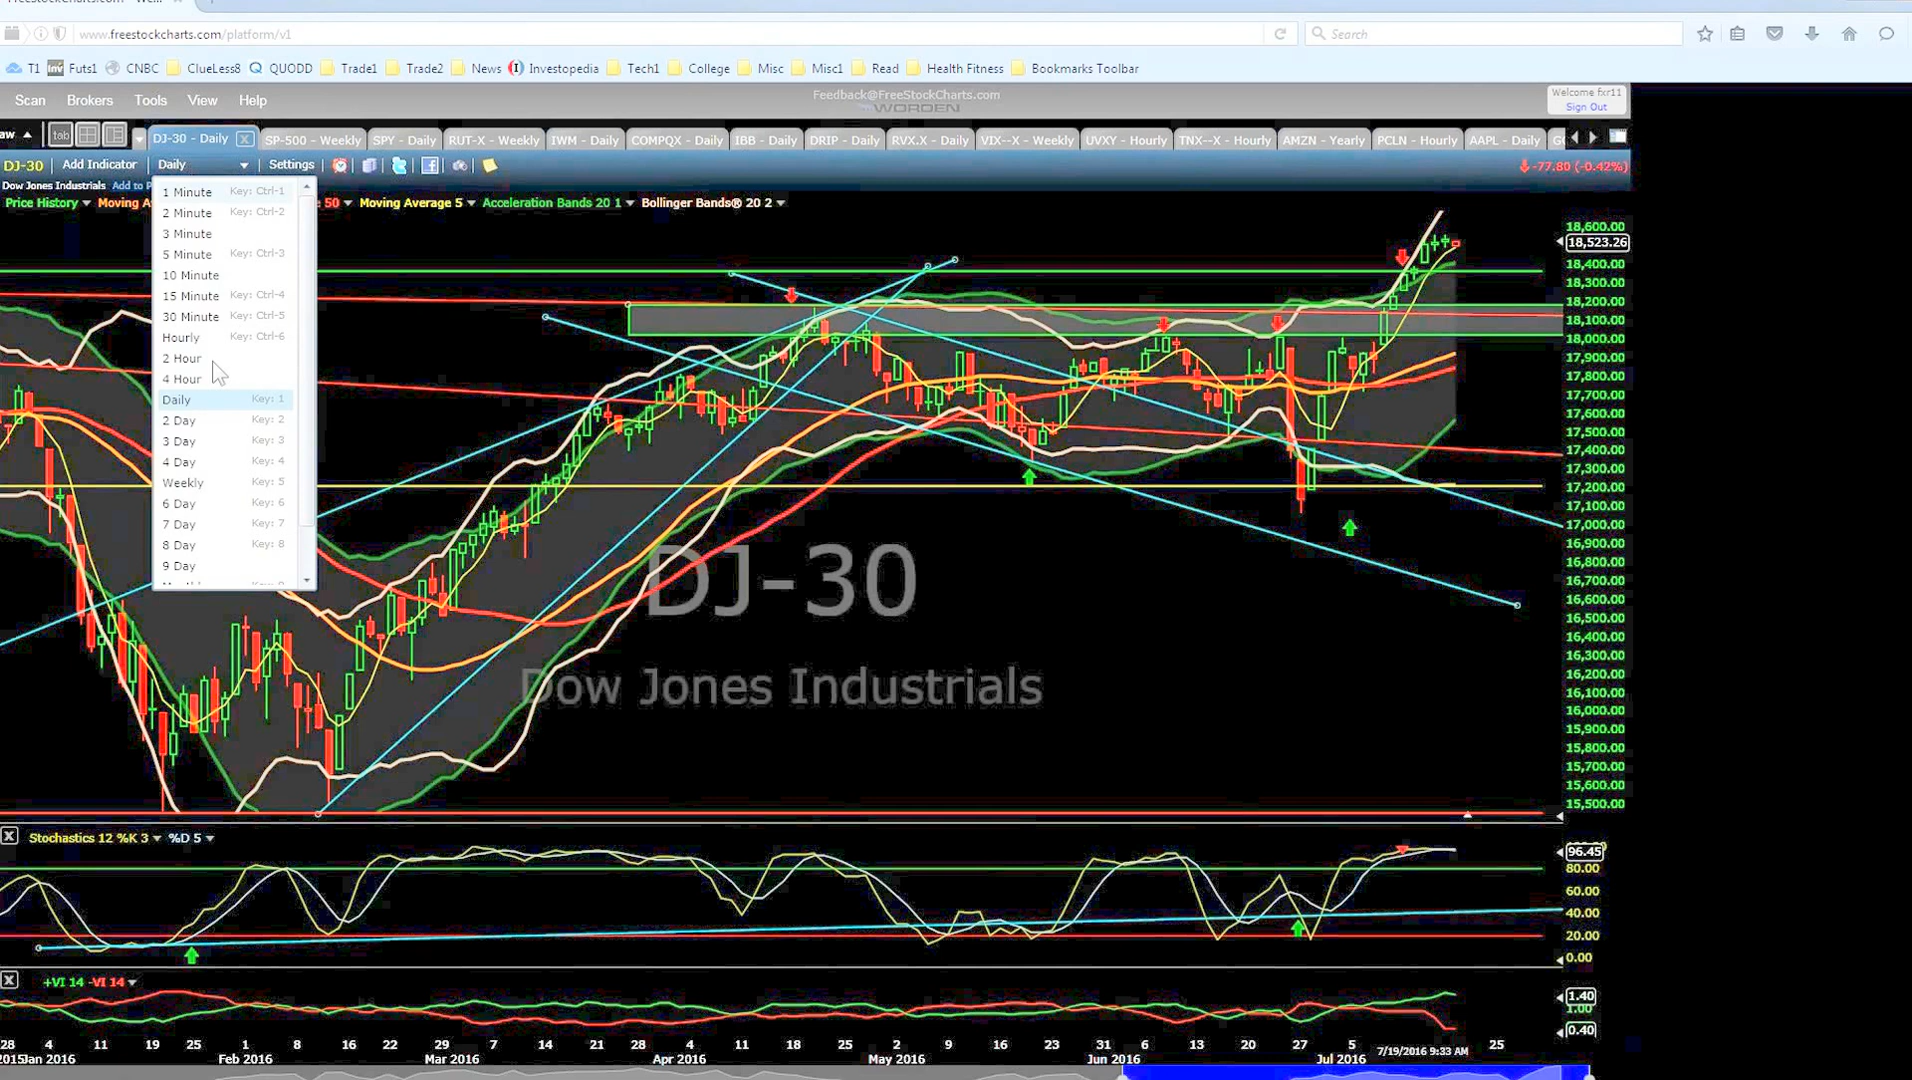 www.freestockcharts.com/platform/v1
Search
T1 Futs1 CNBC ClueLess8 QUODD Trade1 Trade2 News Investopedia Tech1 College Misc Misc1 Read Health Fitness Bookmarks Toolbar
Scan Brokers Tools View Help
Feedback@FreeStockCharts.com
WORDEN
Welcome fxr11
Sign Out
aw tab DJ-30 - Daily SP-500 - Weekly SPY - Daily RUT-X - Weekly IWM - Daily COMPQX - Daily IBB - Daily DRIP - Daily RVX.X - Daily VIX--X - Weekly UVXY - Hourly TNX--X - Hourly AMZN - Yearly PCLN - Hourly AAPL - Daily
DJ-30 Add Indicator Daily Settings
-77.80 (-0.42%)
Dow Jones Industrials Add to P
Price History Moving A 50 Moving Average 5 Acceleration Bands 20 1 Bollinger Bands® 20 2
1 Minute Key: Ctrl-1
2 Minute Key: Ctrl-2
3 Minute
5 Minute Key: Ctrl-3
10 Minute
15 Minute Key: Ctrl-4
30 Minute Key: Ctrl-5
Hourly Key: Ctrl-6
2 Hour
4 Hour
Daily Key: 1
2 Day Key: 2
3 Day Key: 3
4 Day Key: 4
Weekly Key: 5
6 Day Key: 6
7 Day Key: 7
8 Day Key: 8
9 Day
DJ-30
Dow Jones Industrials
18,600.00
18,523.26
18,400.00
18,300.00
18,200.00
18,100.00
18,000.00
17,900.00
17,800.00
17,700.00
17,600.00
17,500.00
17,400.00
17,300.00
17,200.00
17,100.00
17,000.00
16,900.00
16,800.00
16,700.00
16,600.00
16,500.00
16,400.00
16,300.00
16,200.00
16,100.00
16,000.00
15,900.00
15,800.00
15,700.00
15,600.00
15,500.00
Stochastics 12 %K 3 %D 5
96.45
80.00
60.00
40.00
20.00
0.00
+VI 14 -VI 14
1.40
1.00
0.40
28 4 11 19 25 1 8 16 22 29 7 14 21 28 4 11 18 25 2 9 16 23 31 6 13 20 27 5 25
2015 Jan 2016 Feb 2016 Mar 2016 Apr 2016 May 2016 Jun 2016 Jul 2016
7/19/2016 9:33 AM